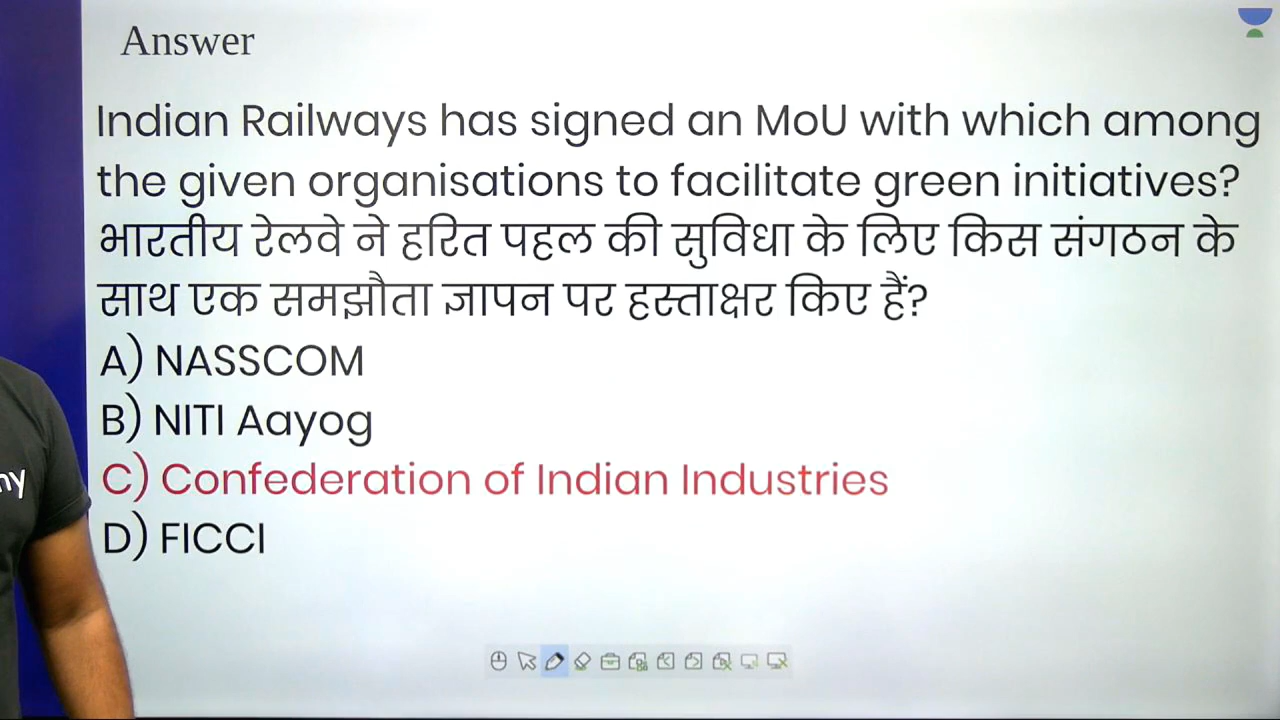 Answer
Indian Railways has signed an MoU with which among
the given organisations to facilitate green initiatives?
भारतीय रेलवे ने हरित पहल की सुविधा के लिए किस संगठन के
साथ एक समझौता ज्ञापन पर हस्ताक्षर किए हैं?
A) NASSCOM
B) NITI Aayog
C) Confederation of Indian Industries
ny
D) FICCI